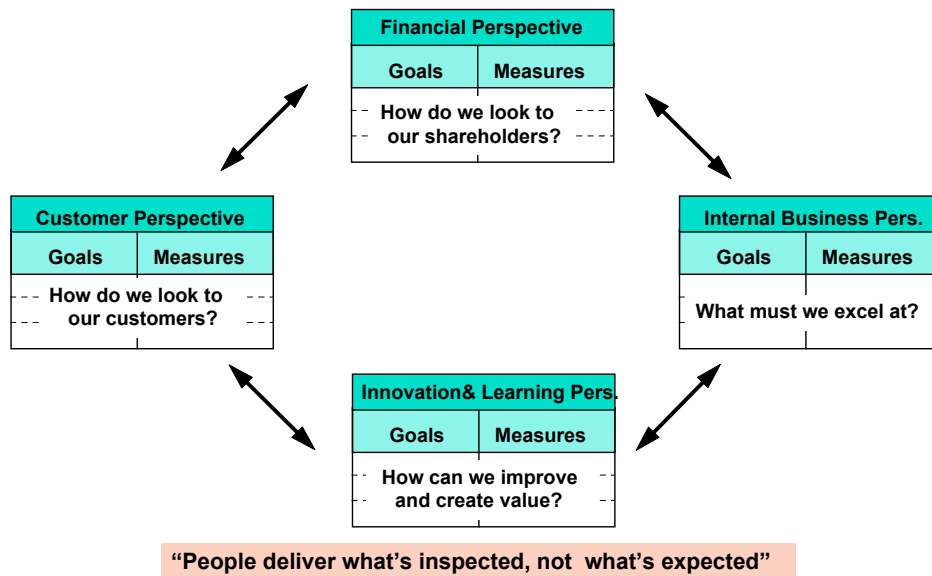 Financial Perspective
Goals Measures
How do we look to
our shareholders?
Customer Perspective
Goals Measures
How do we look to
our customers?
Internal Business Pers.
Goals Measures
What must we excel at?
Innovation& Learning Pers.
Goals Measures
How can we improve
and create value?
“People deliver what’s inspected, not what’s expected”